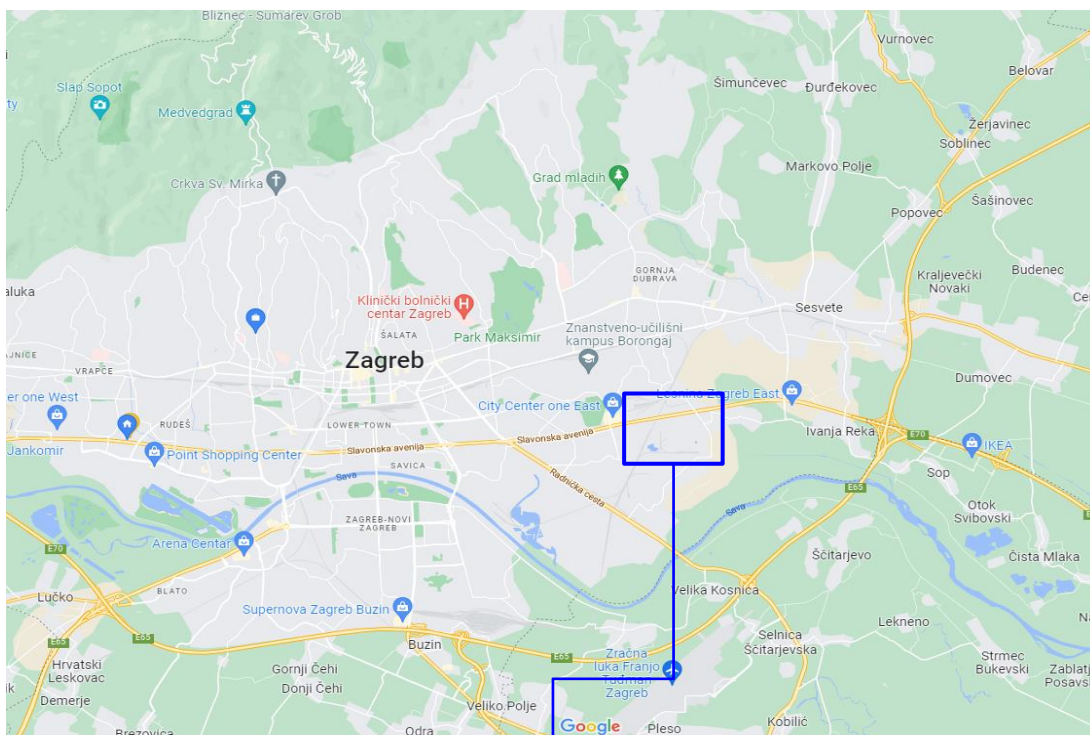 Bliznec - Šumarev Grob
Vurnovec
Belovar
Slap Sopot
Šimunčevec
Đurđekovec
Medvedgrad
Žerjavinec
Soblinec
Crkva Sv. Mirka
Grad mladih
Markovo Polje
Šašinovec
Popovec
GORNJA
DUBRAVA
Kraljevečki
Novaki
Budenec
Klinički bolnički
centar Zagreb
Sesvete
ŠALATA
Park Maksimir
Znanstveno-učilišni
kampus Borongaj
Zagreb
VRAPCE
Dumovec
City Center one East
Lesnina Zagreb East
RUDEŠ
LOWER TOWN
Slavonska avenija
Slavonska avenija
Ivanja Reka
E70
IKEA
Jankomir
Point Shopping Center
SAVICA
Sava
Radnička cesta
Sop
E65
Otok
Svibovski
Sava
ZAGREB-NOVI
ZAGREB
Arena Centar
E70
Ščitarjevo
Čista Mlaka
BLATO
Lučko
Velika Kosnica
Supernova Zagreb Buzin
Lekneno
E65
E65
E65
Buzin
Selnica
Ščitarjevska
Hrvatski
Leskovac
Gornji Čehi
Donji Čehi
Zračna
luka Franjo
Tuđman
Zagreb
Strmec
Bukevski
Demerje
Veliko Polje
Google
Pleso
Kobilić
Odra
Brezovica